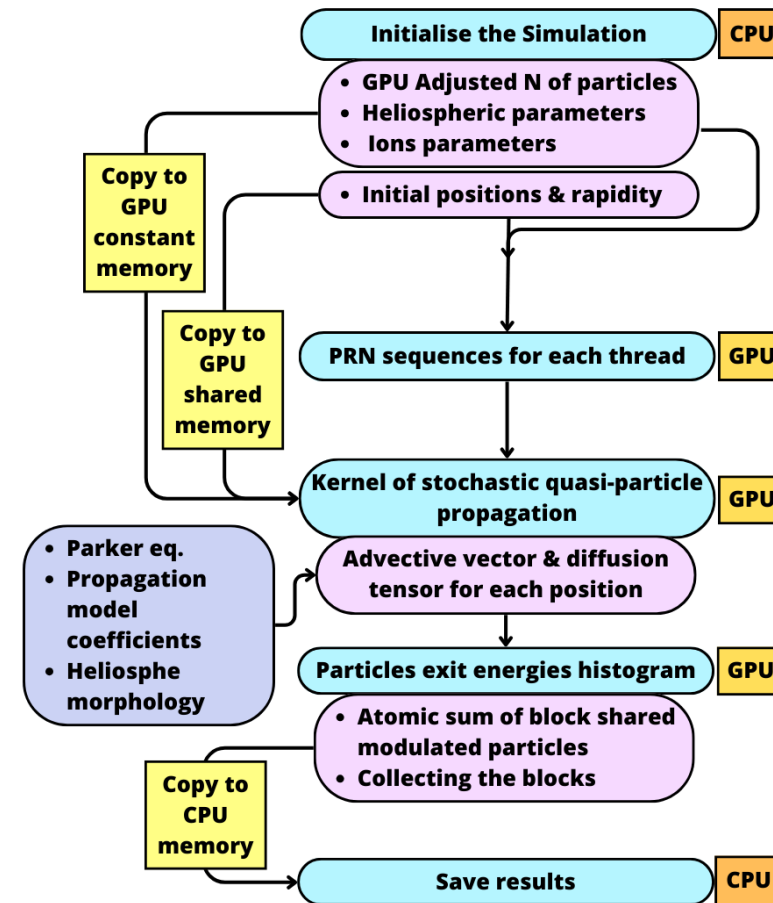 Initialise the Simulation
CPU
• GPU Adjusted N of particles
• Heliospheric parameters
• Ions parameters
• Initial positions & rapidity
Copy to
GPU
constant
memory
Copy to
GPU
shared
memory
PRN sequences for each thread
GPU
Kernel of stochastic quasi-particle
propagation
GPU
• Parker eq.
• Propagation
model
coefficients
• Heliosphe
morphology
Advective vector & diffusion
tensor for each position
Particles exit energies histogram
GPU
• Atomic sum of block shared
modulated particles
• Collecting the blocks
Copy to
CPU
memory
Save results
CPU